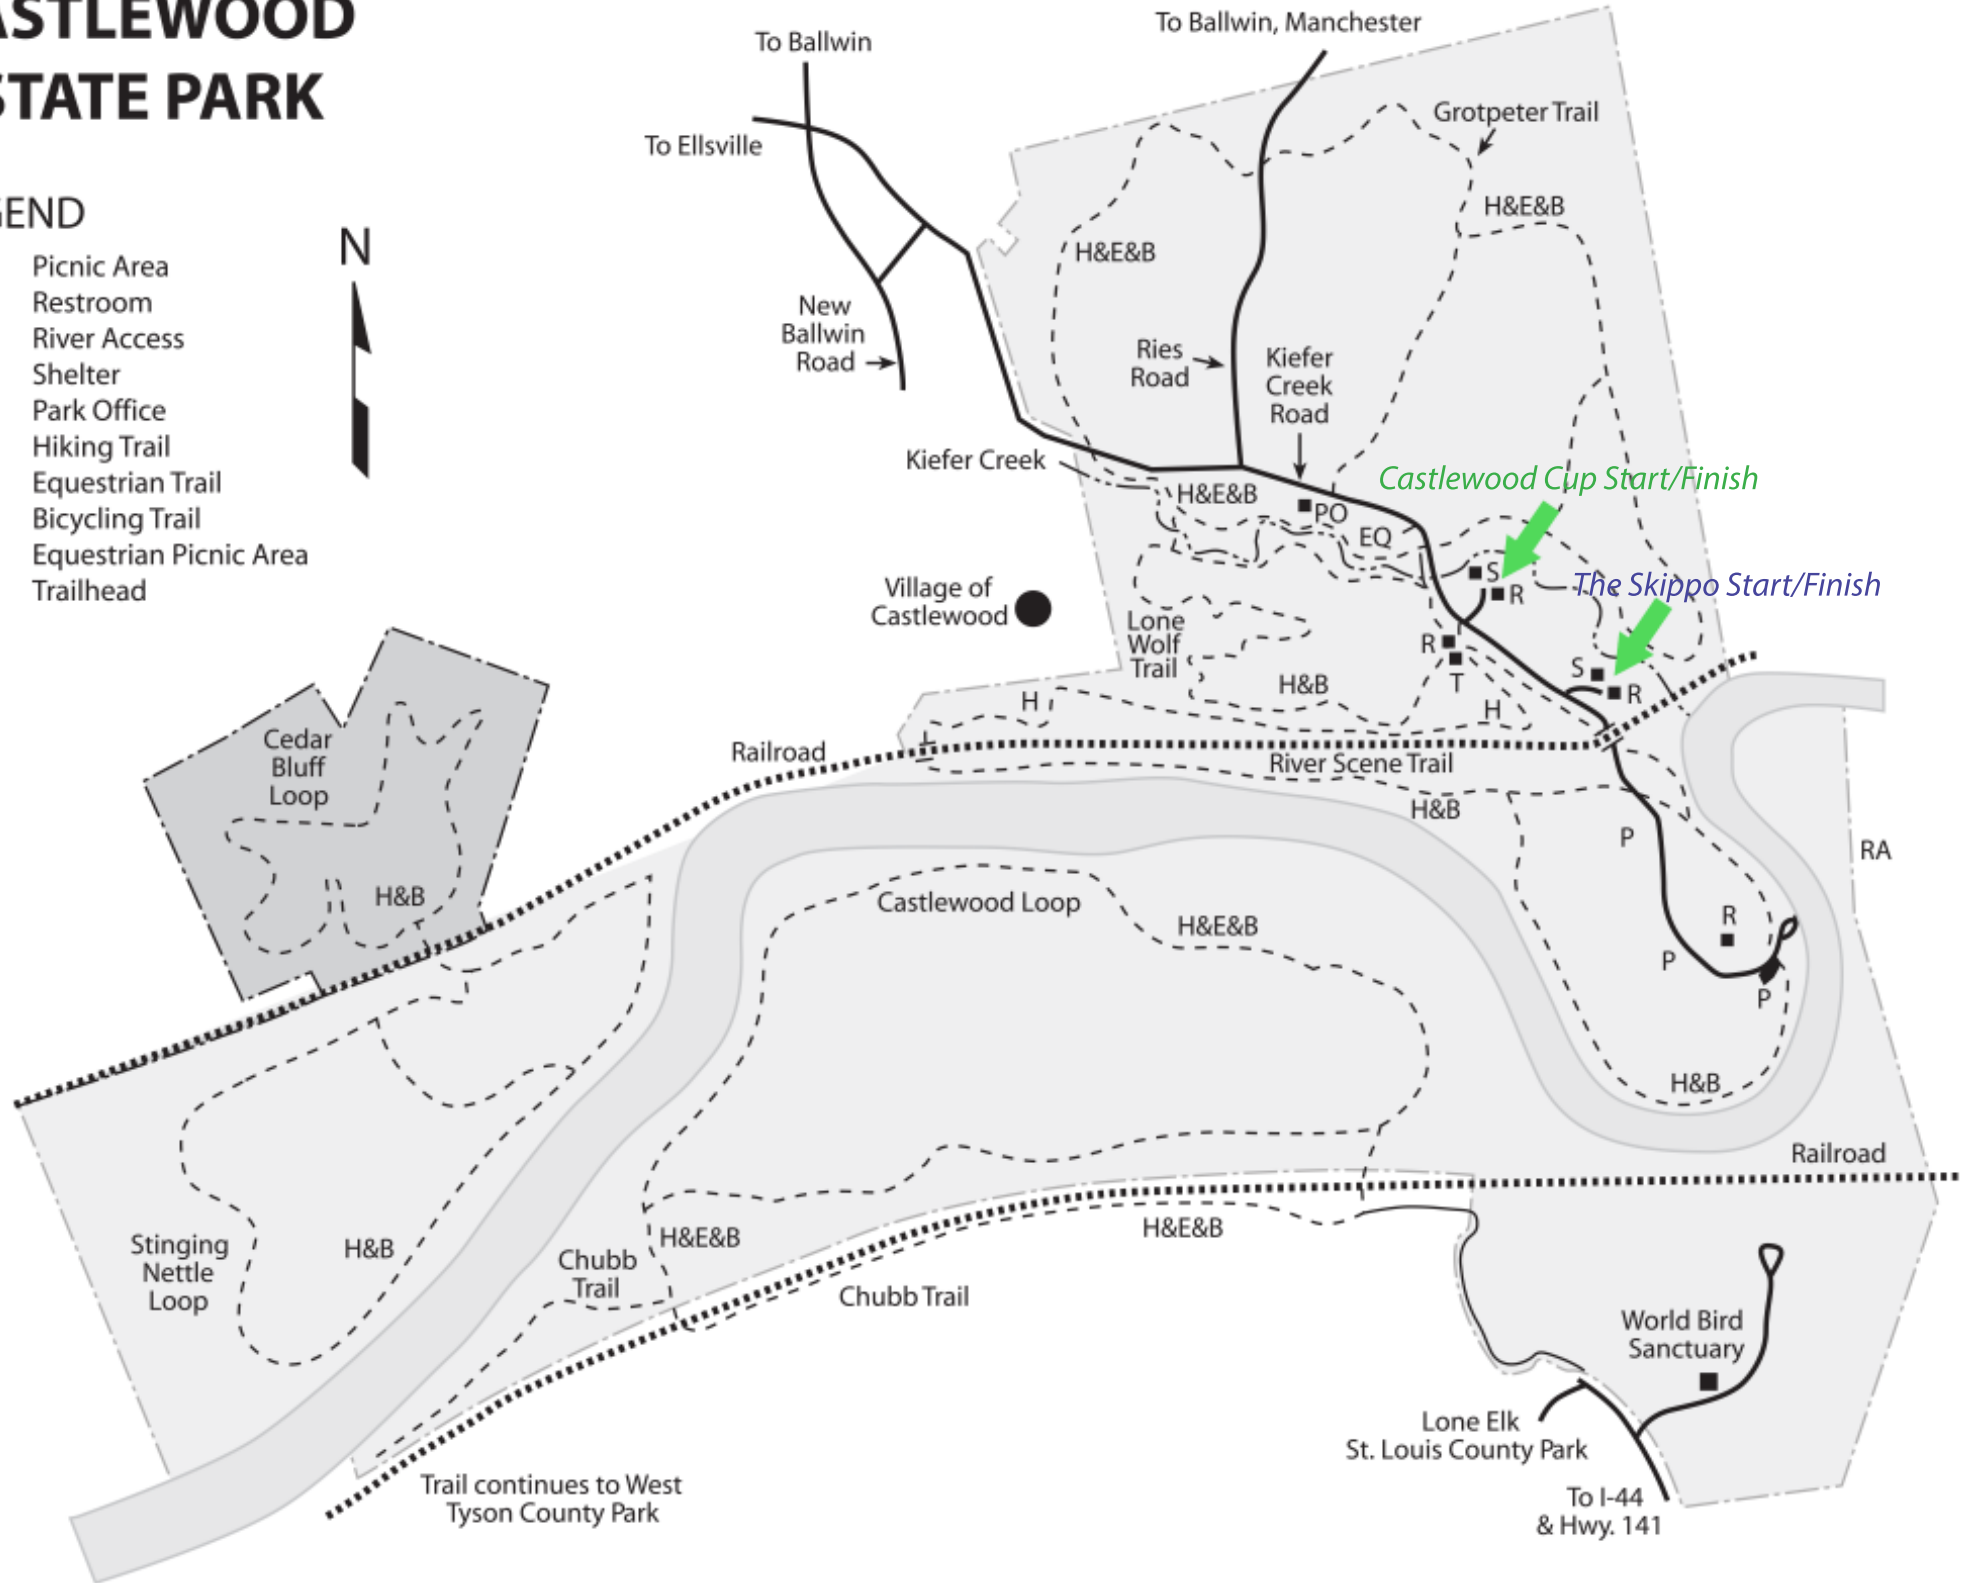 ASTLEWOOD
STATE PARK
GEND
Picnic Area
Restroom
River Access
Shelter
Park Office
Hiking Trail
Equestrian Trail
Bicycling Trail
Equestrian Picnic Area
Trailhead
N
To Ballwin
To Ballwin, Manchester
To Ellsville
Grotpeter Trail
H&E&B
H&E&B
New
Ballwin
Road
Ries
Road
Kiefer
Creek
Road
Kiefer Creek
H&E&B
PO
EQ
Castlewood Cup Start/Finish
S
R
The Skippo Start/Finish
Village of
Castlewood
Lone
Wolf
Trail
R
T
S
R
H&B
H
H
Railroad
River Scene Trail
H&B
P
RA
Cedar
Bluff
Loop
H&B
Castlewood Loop
H&E&B
R
P
P
H&B
Railroad
Stinging
Nettle
Loop
H&B
Chubb
Trail
H&E&B
H&E&B
Chubb Trail
World Bird
Sanctuary
Lone Elk
St. Louis County Park
To I-44
& Hwy. 141
Trail continues to West
Tyson County Park